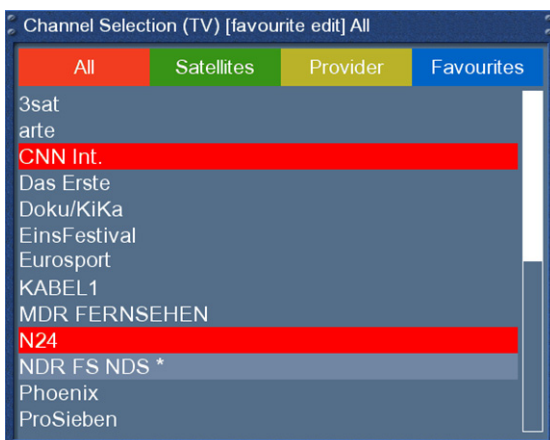 Channel Selection (TV) [favourite edit] All
All Satellites Provider Favourites
3sat
arte
CNN Int.
Das Erste
Doku/KiKa
EinsFestival
Eurosport
KABEL1
MDR FERNSEHEN
N24
NDR FS NDS *
Phoenix
ProSieben